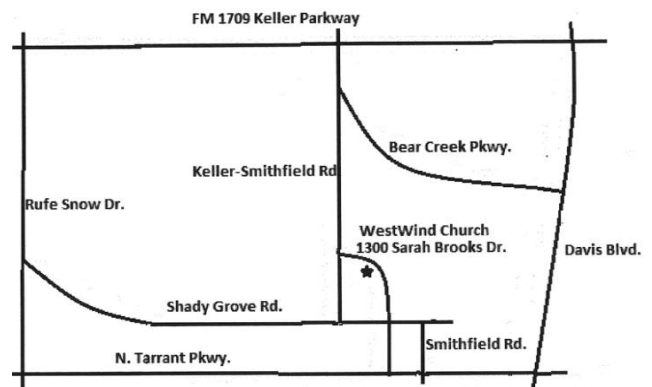 FM 1709 Keller Parkway
Bear Creek Pkwy.
Keller-Smithfield Rd
Rufe Snow Dr.
WestWind Church
1300 Sarah Brooks Dr.
Davis Blvd.
Shady Grove Rd.
Smithfield Rd.
N. Tarrant Pkwy.